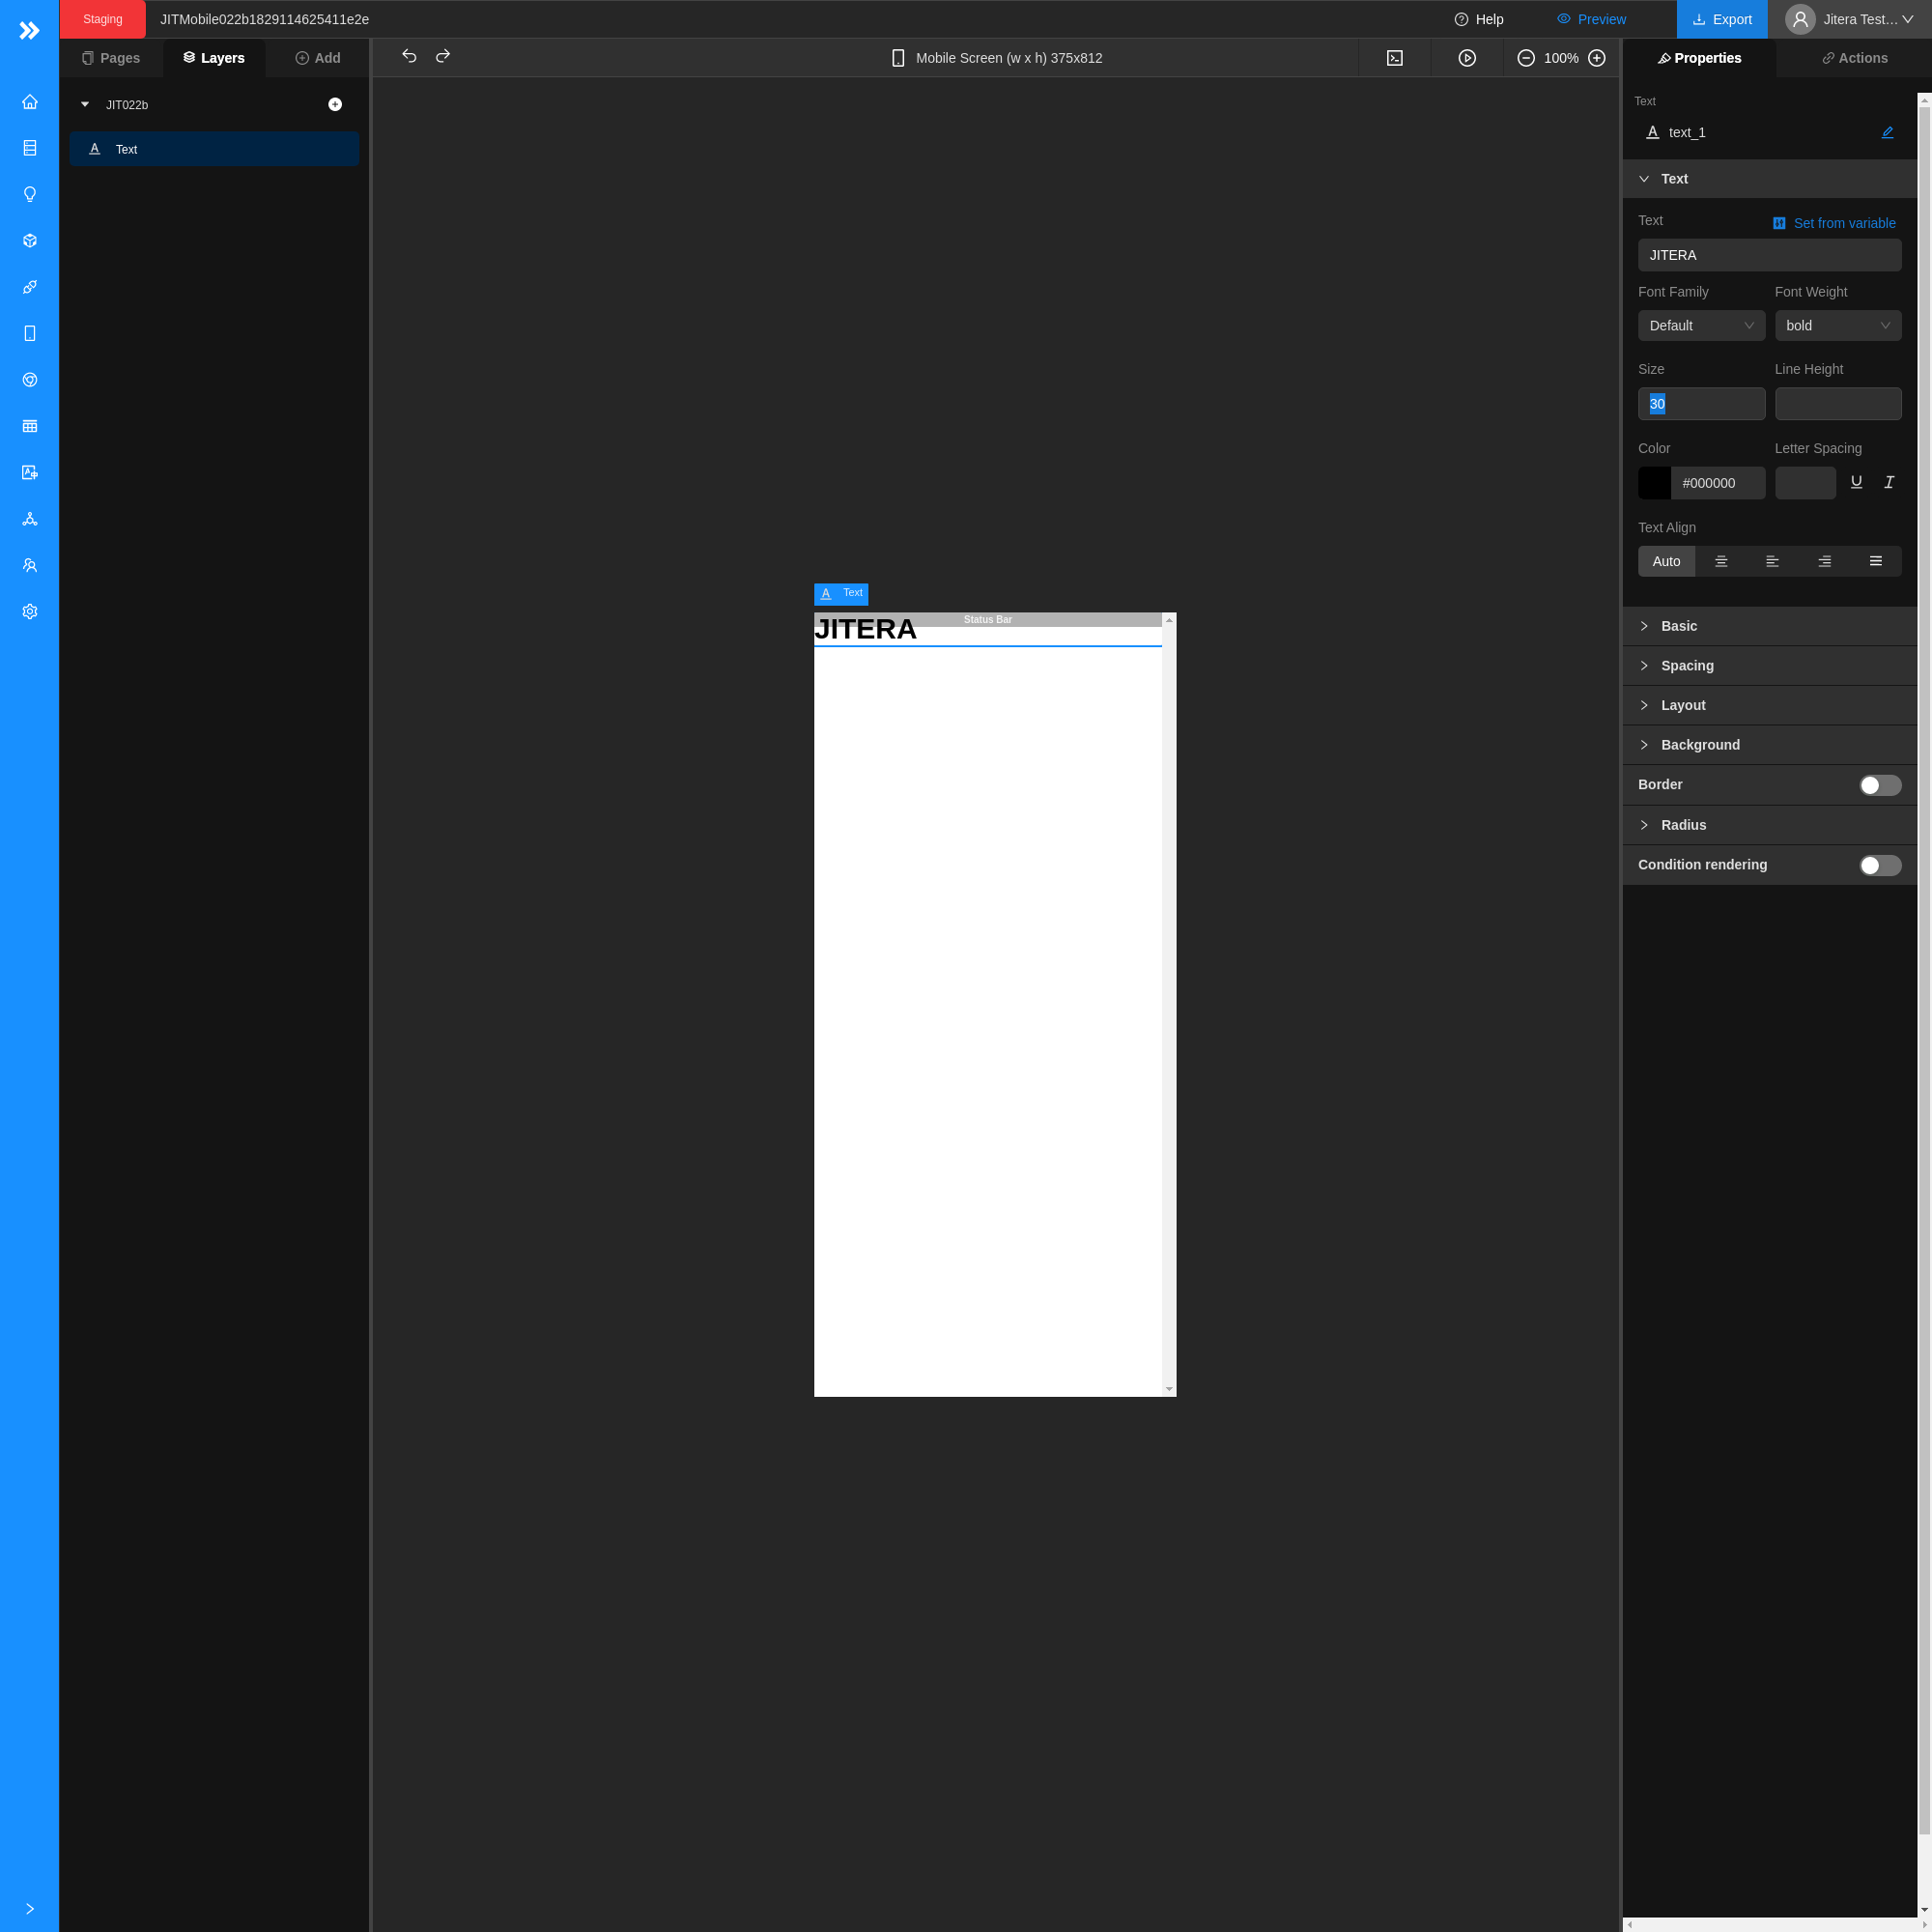 Staging
JITMobile022b1829114625411e2e
Help
Preview
Export
Jitera Test...
Pages
Layers
Add
Mobile Screen (w x h) 375x812
100%
Properties
Actions
JIT022b
Text
Text
A text_1
Text
Text
Set from variable
JITERA
Font Family
Font Weight
Default
bold
Size
Line Height
30
Color
Letter Spacing
#000000
Text Align
Auto
Text
Status Bar
JITERA
Basic
Spacing
Layout
Background
Border
Radius
Condition rendering